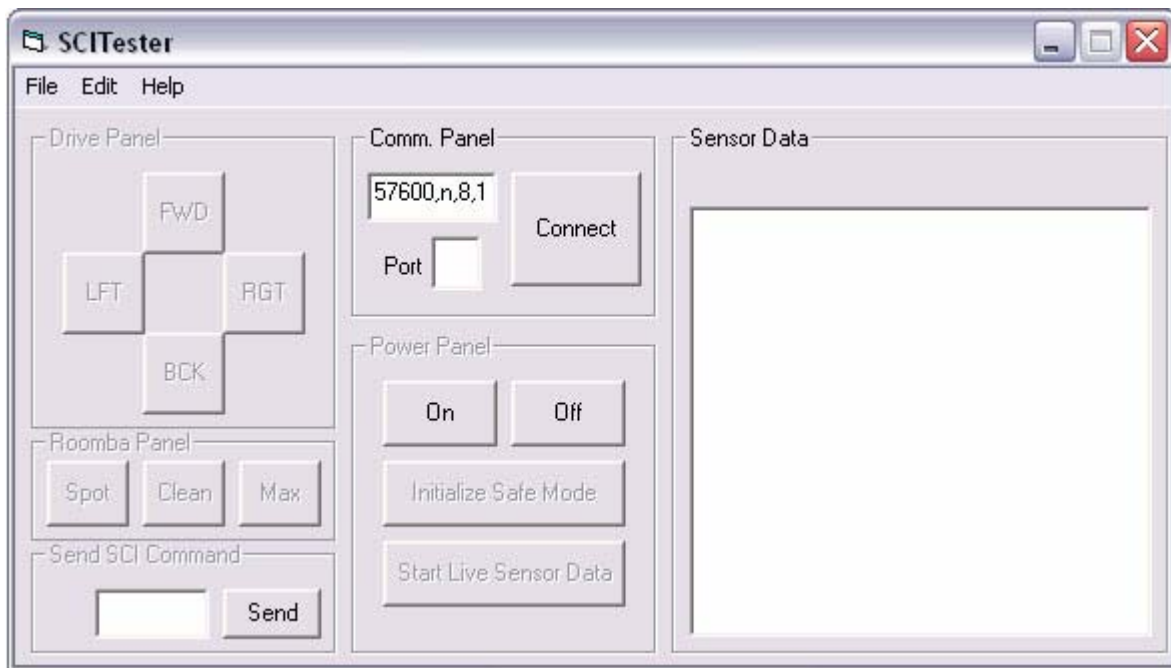 SCITester
File Edit Help
Drive Panel
FWD
LFT RGT
BCK
Roomba Panel
Spot Clean Max
Send SCI Command
Send
Comm. Panel
57600,n,8,1
Connect
Port
Power Panel
On Off
Initialize Safe Mode
Start Live Sensor Data
Sensor Data